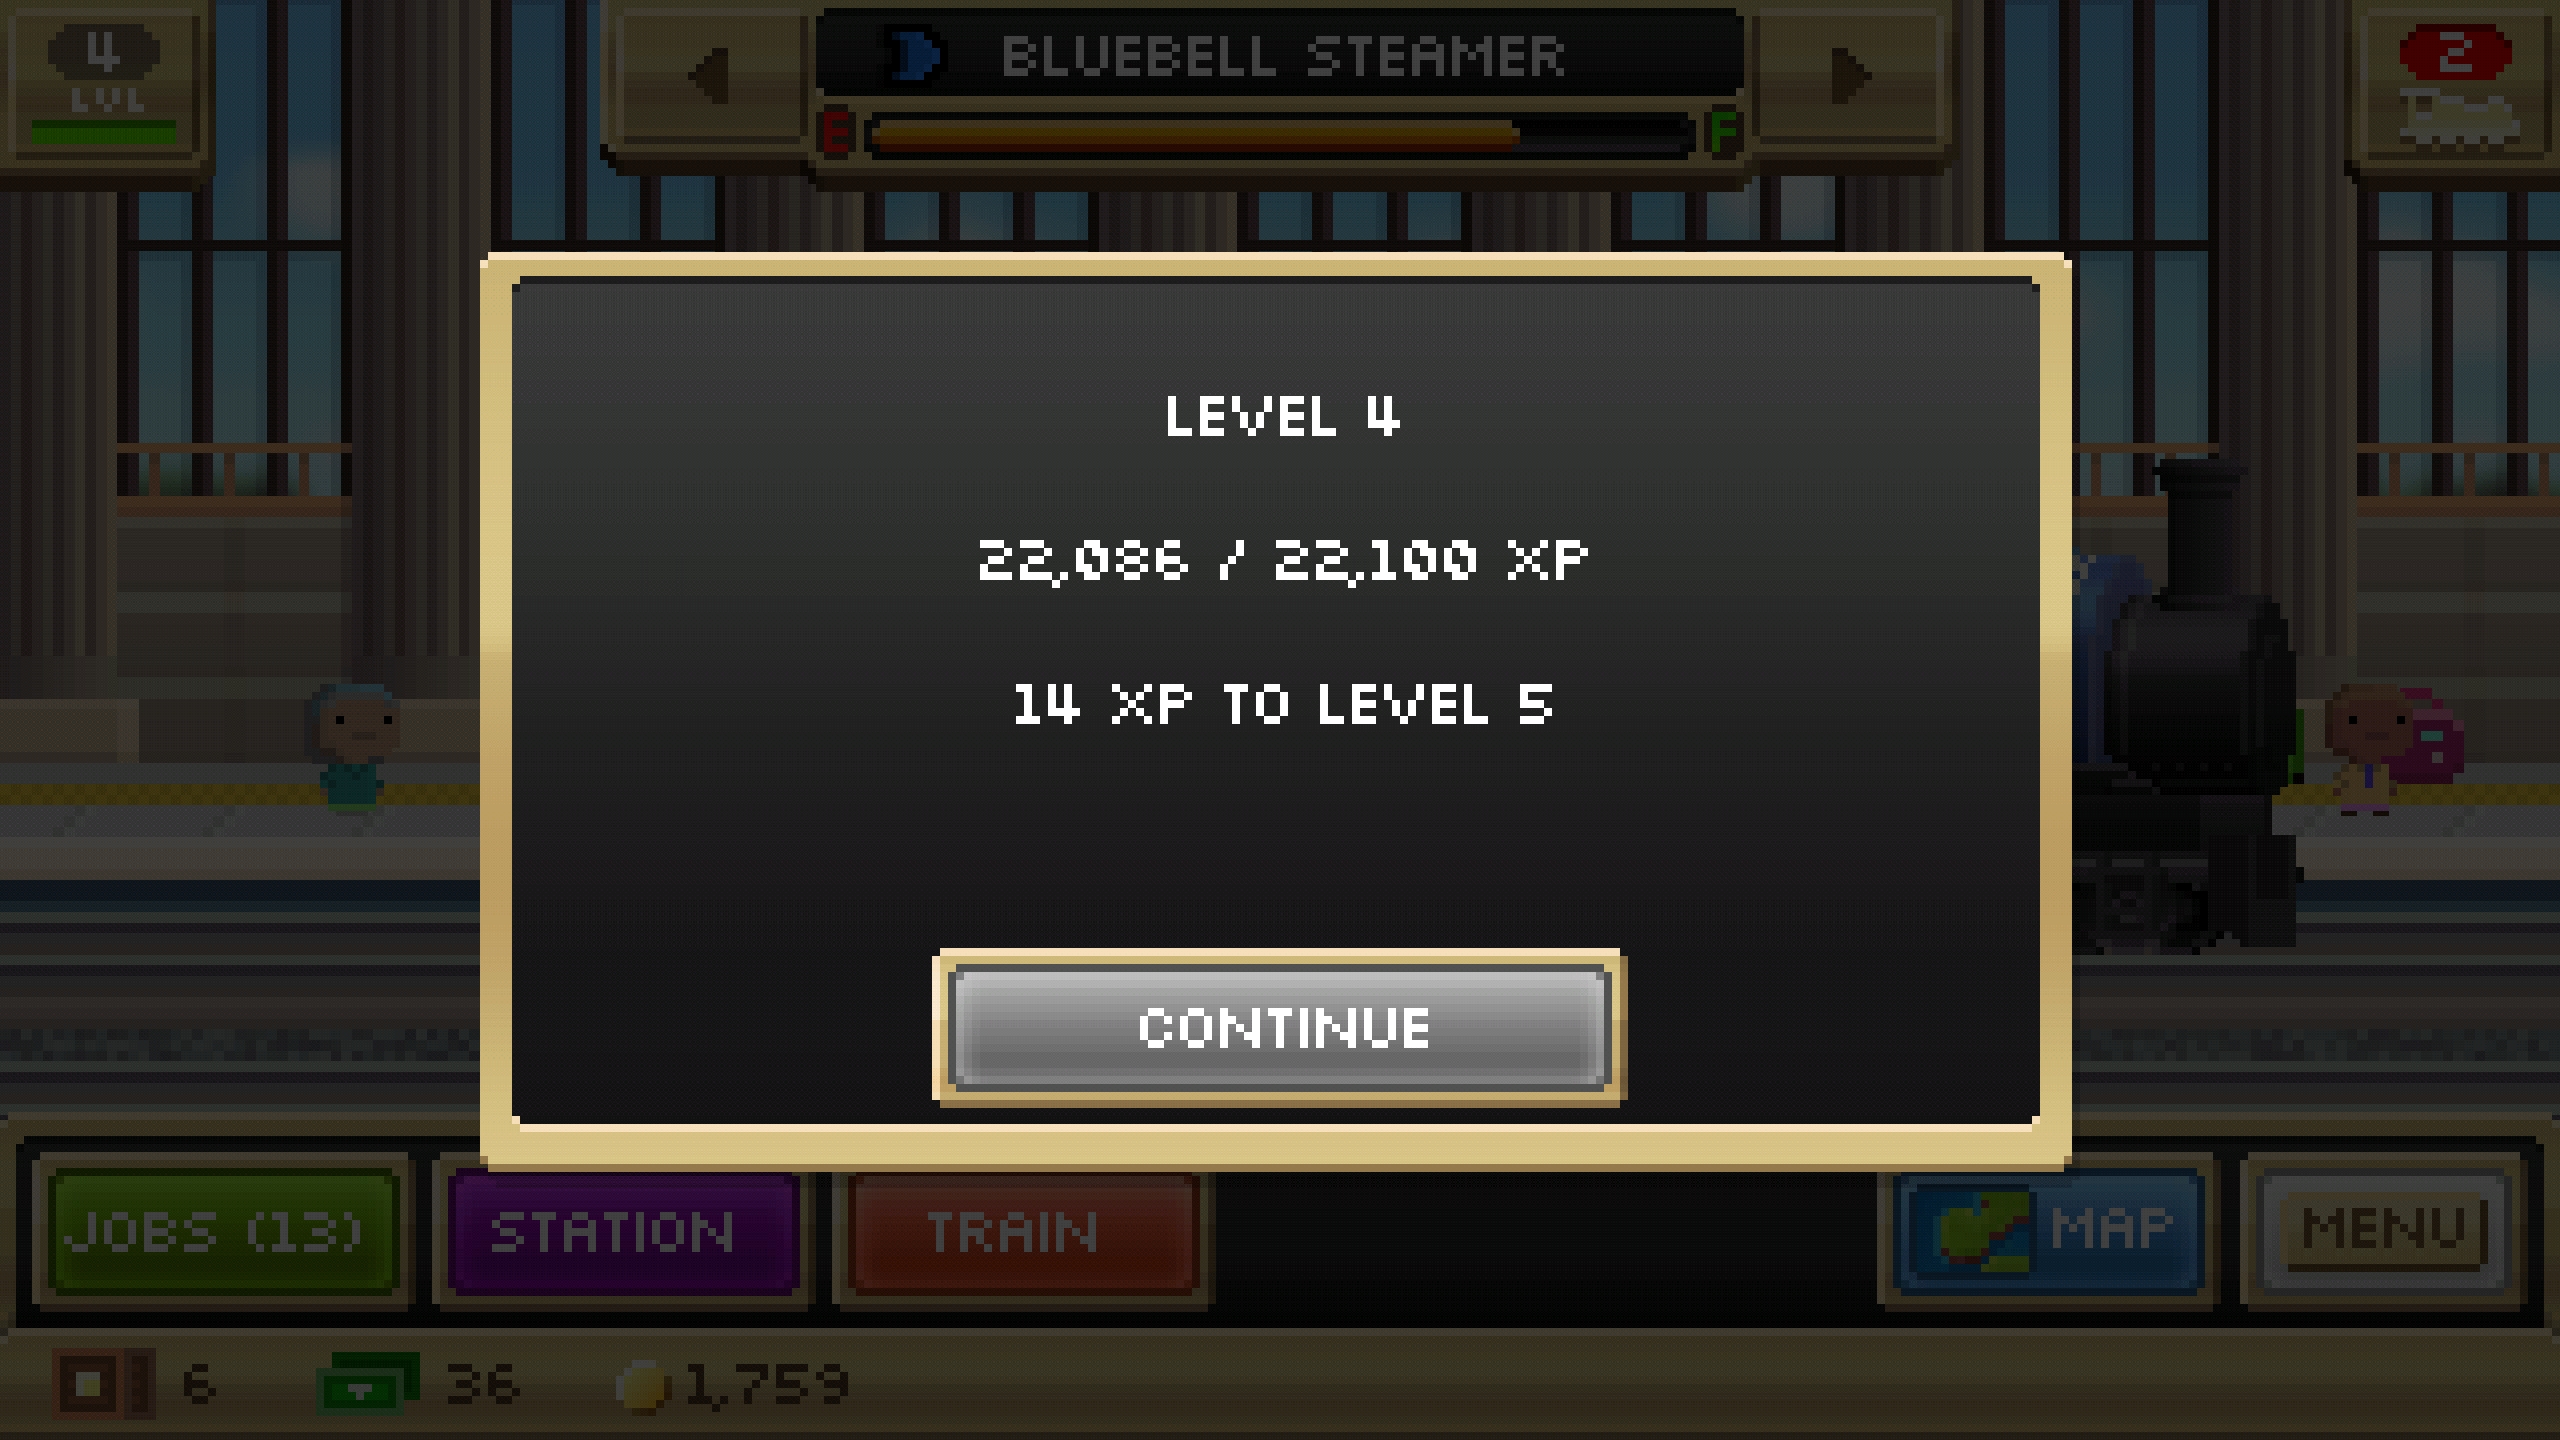 4
LVL
BLUEBELL STEAMER
E F
2
LEVEL 4
22,086 / 22,100 XP
14 XP TO LEVEL 5
CONTINUE
JOBS (13) STATION TRAIN MAP MENU
6 36 1,759